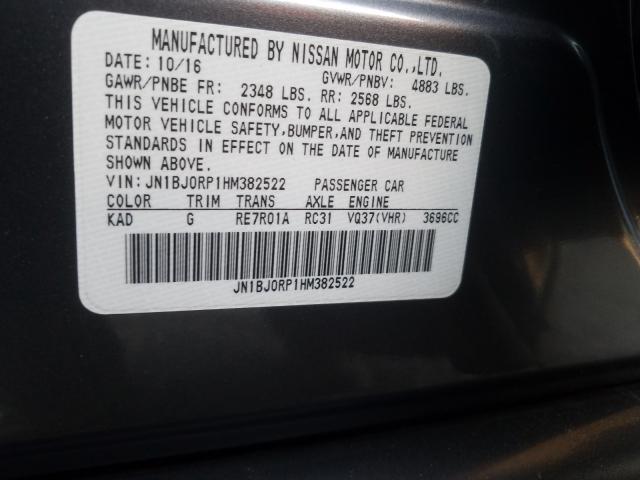 MANUFACTURED BY NISSAN MOTOR CO.,LTD.
DATE: 10/16 GVWR/PNBV: 4883 LBS.
GAWR/PNBE FR: 2348 LBS. RR: 2568 LBS.
THIS VEHICLE CONFORMS TO ALL APPLICABLE FEDERAL
MOTOR VEHICLE SAFETY,BUMPER,AND THEFT PREVENTION
STANDARDS IN EFFECT ON THE DATE OF MANUFACTURE
SHOWN ABOVE.
VIN:JN1BJ0RP1HM382522 PASSENGER CAR
COLOR TRIM TRANS AXLE ENGINE
KAD G RE7R01A RC31 VQ37(VHR) 3696CC
JN1BJ0RP1HM382522